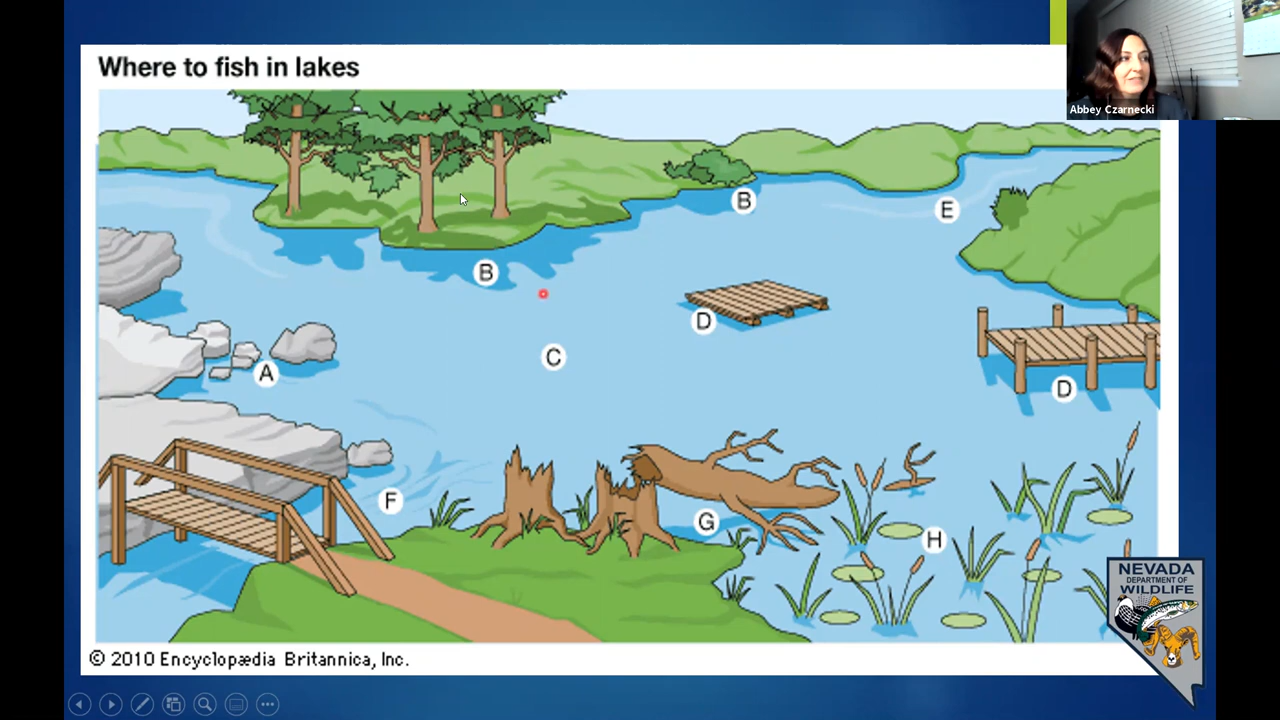 Where to fish in lakes
Abbey Czarnecki
B
E
B
D
C
A
D
F
G
H
NEVADA
DEPARTMENT OF
WILDLIFE
© 2010 Encyclopædia Britannica, Inc.